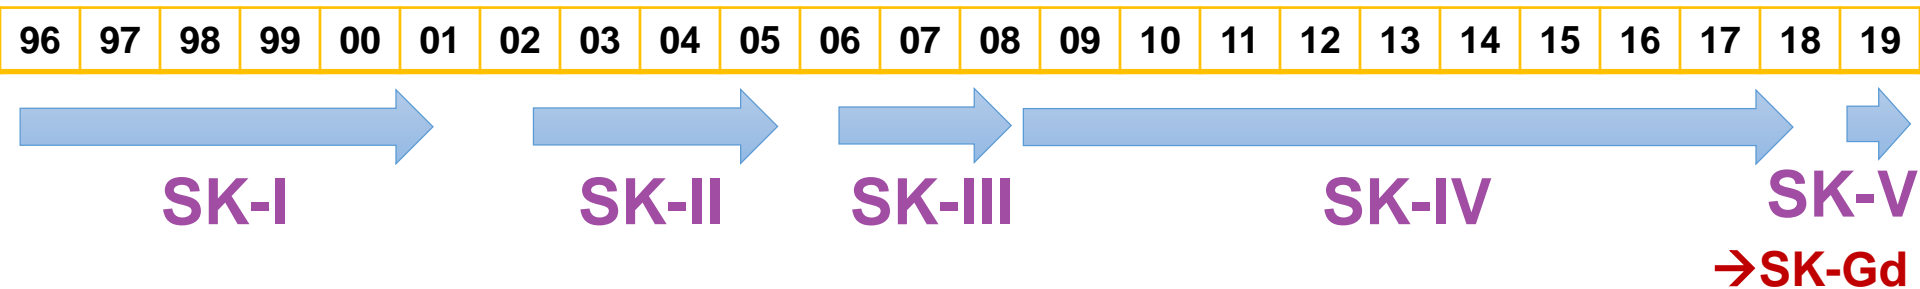 96 97 98 99 00 01 02 03 04 05 06 07 08 09 10 11 12 13 14 15 16 17 18 19
SK-I SK-II SK-III SK-IV SK-V
→SK-Gd